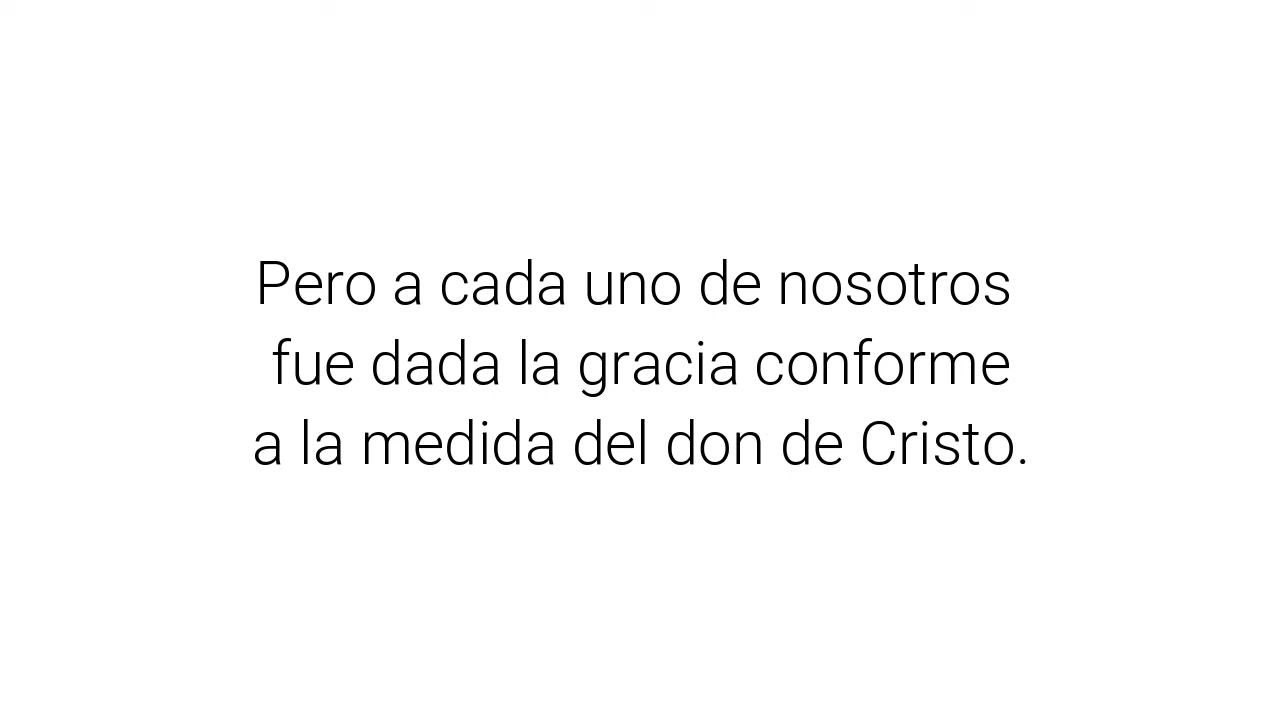 Pero a cada uno de nosotros
fue dada la gracia conforme
a la medida del don de Cristo.